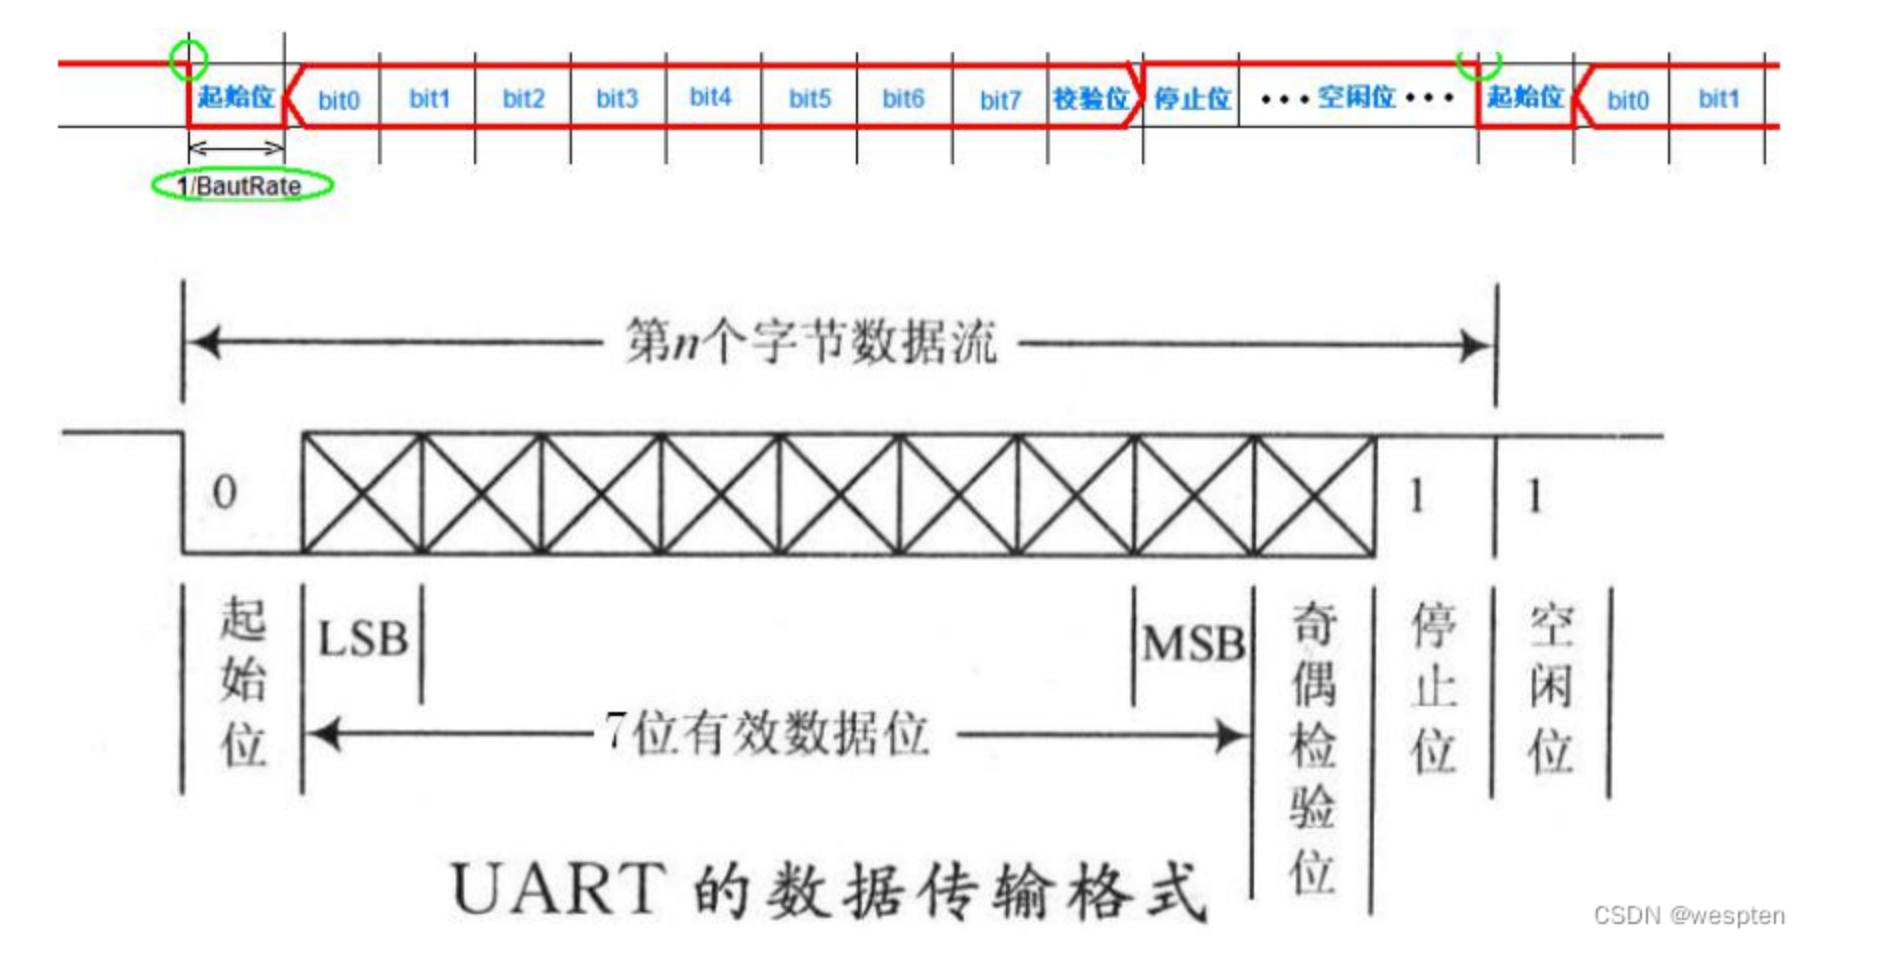 起始位 bit0 bit1 bit2 bit3 bit4 bit5 bit6 bit7 校验位 停止位 •••空闲位••• 起始位 bit0 bit1
1/BautRate
第n个字节数据流
0 1 1
起始位
LSB
MSB
奇偶检验位
停止位
空闲位
7位有效数据位
UART 的数据传输格式
CSDN @wespten